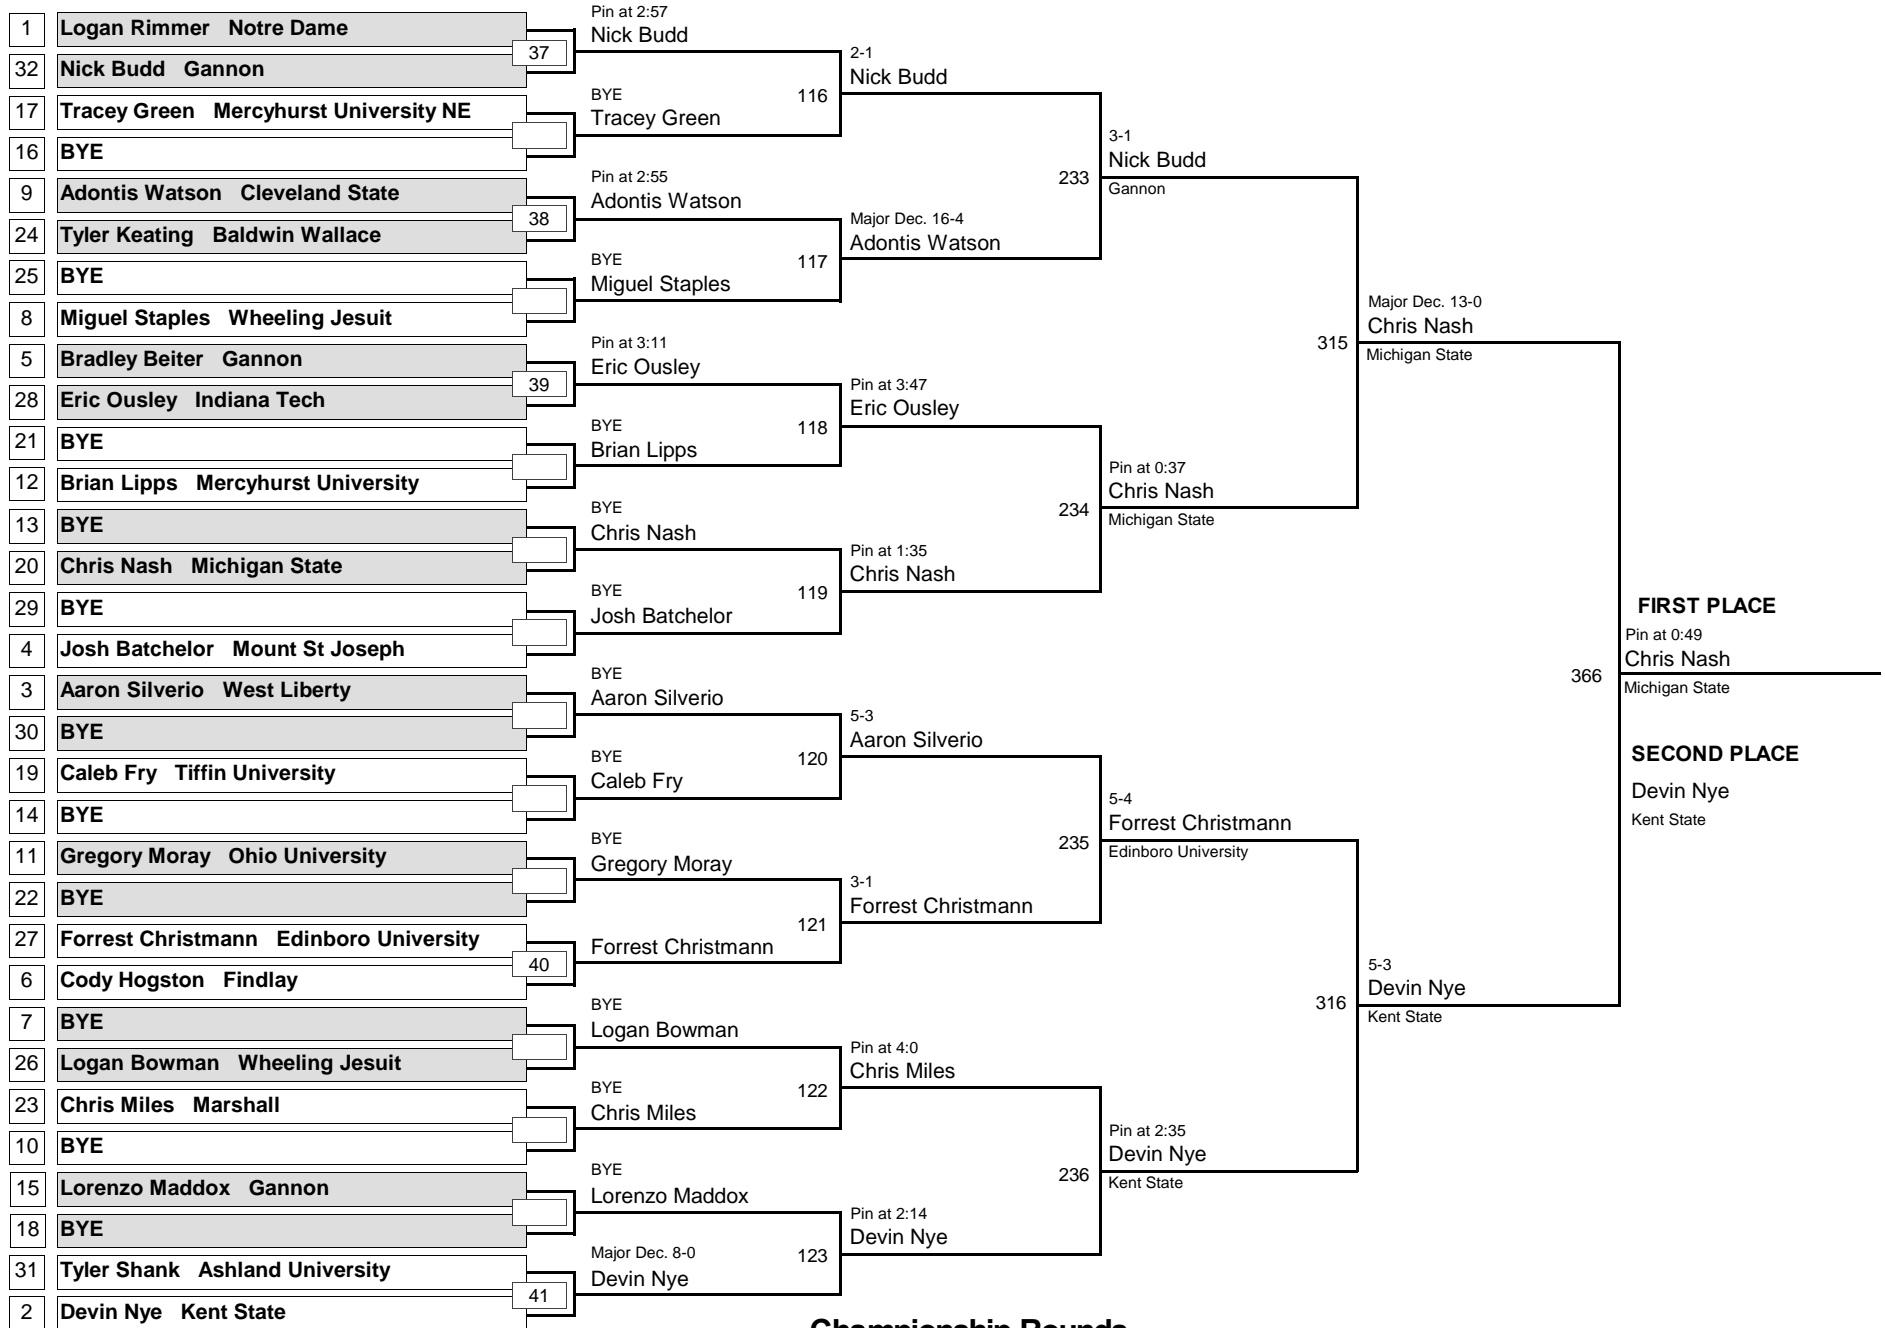 1 Logan Rimmer Notre Dame
32 Nick Budd Gannon
17 Tracey Green Mercyhurst University NE
16 BYE
9 Adontis Watson Cleveland State
24 Tyler Keating Baldwin Wallace
25 BYE
8 Miguel Staples Wheeling Jesuit
5 Bradley Beiter Gannon
28 Eric Ousley Indiana Tech
21 BYE
12 Brian Lipps Mercyhurst University
13 BYE
20 Chris Nash Michigan State
29 BYE
4 Josh Batchelor Mount St Joseph
3 Aaron Silverio West Liberty
30 BYE
19 Caleb Fry Tiffin University
14 BYE
11 Gregory Moray Ohio University
22 BYE
27 Forrest Christmann Edinboro University
6 Cody Hogston Findlay
7 BYE
26 Logan Bowman Wheeling Jesuit
23 Chris Miles Marshall
10 BYE
15 Lorenzo Maddox Gannon
18 BYE
31 Tyler Shank Ashland University
2 Devin Nye Kent State
37
38
39
40
41
Pin at 2:57
Nick Budd
BYE
Tracey Green
Pin at 2:55
Adontis Watson
BYE
Miguel Staples
Pin at 3:11
Eric Ousley
BYE
Brian Lipps
BYE
Chris Nash
BYE
Josh Batchelor
BYE
Aaron Silverio
BYE
Caleb Fry
BYE
Gregory Moray
Forrest Christmann
BYE
Logan Bowman
BYE
Chris Miles
BYE
Lorenzo Maddox
Major Dec. 8-0
Devin Nye
116
117
118
119
120
121
122
123
2-1
Nick Budd
Major Dec. 16-4
Adontis Watson
Pin at 3:47
Eric Ousley
Pin at 1:35
Chris Nash
5-3
Aaron Silverio
3-1
Forrest Christmann
Pin at 4:0
Chris Miles
Pin at 2:14
Devin Nye
233
234
235
236
3-1
Nick Budd
Gannon
Pin at 0:37
Chris Nash
Michigan State
5-4
Forrest Christmann
Edinboro University
Pin at 2:35
Devin Nye
Kent State
315
316
Major Dec. 13-0
Chris Nash
Michigan State
5-3
Devin Nye
Kent State
366
FIRST PLACE
Pin at 0:49
Chris Nash
Michigan State
SECOND PLACE
Devin Nye
Kent State
Championship Rounds